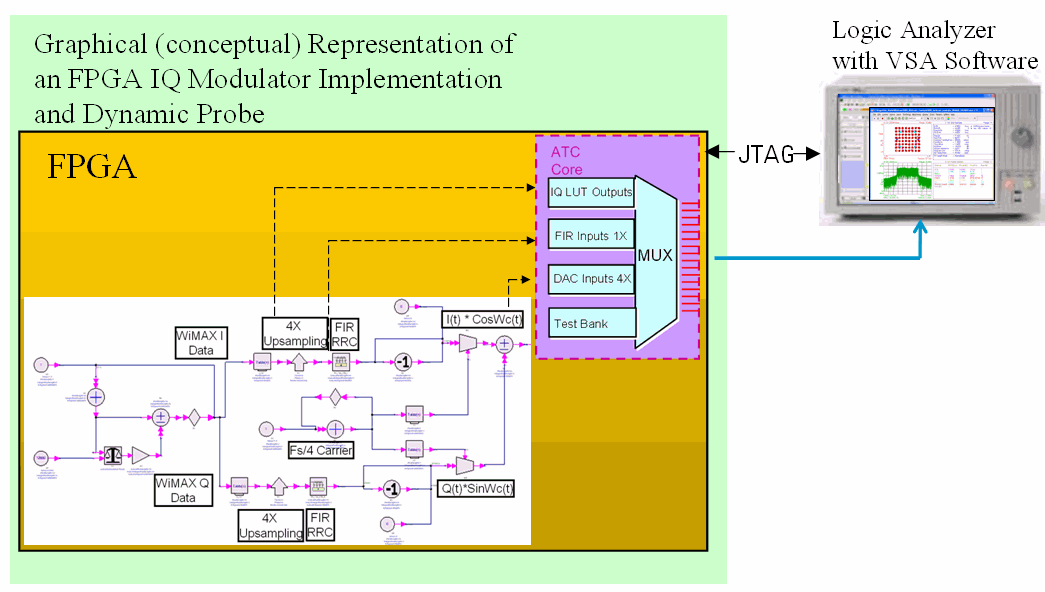 Graphical (conceptual) Representation of
an FPGA IQ Modulator Implementation
and Dynamic Probe
Logic Analyzer
with VSA Software
FPGA
ATC
Core
IQ LUT Outputs
FIR Inputs 1X
DAC Inputs 4X
Test Bank
MUX
JTAG
WiMAX I
Data
4X
Upsampling
FIR
RRC
I(t) * CosWc(t)
-1
Fs/4 Carrier
WiMAX Q
Data
4X
Upsampling
FIR
RRC
-1
Q(t)*SinWc(t)